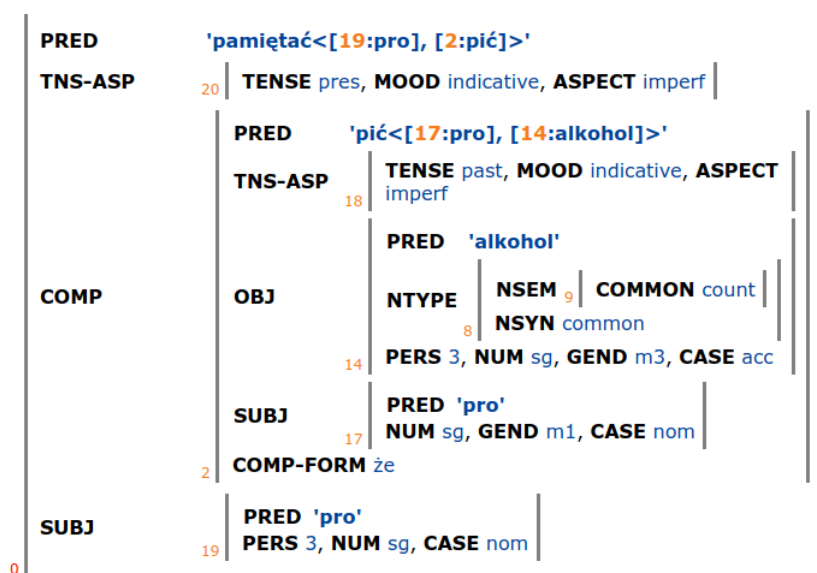 PRED 'pamiętać<[19:pro], [2:pić]>'
TNS-ASP 20 TENSE pres, MOOD indicative, ASPECT imperf
PRED 'pić<[17:pro], [14:alkohol]>'
TNS-ASP 18 TENSE past, MOOD indicative, ASPECT
imperf
PRED 'alkohol'
COMP OBJ NTYPE 8 NSEM 9 COMMON count
NSYN common
14 PERS 3, NUM sg, GEND m3, CASE acc
SUBJ 17 PRED 'pro'
NUM sg, GEND m1, CASE nom
2 COMP-FORM że
SUBJ 19 PRED 'pro'
PERS 3, NUM sg, CASE nom
0